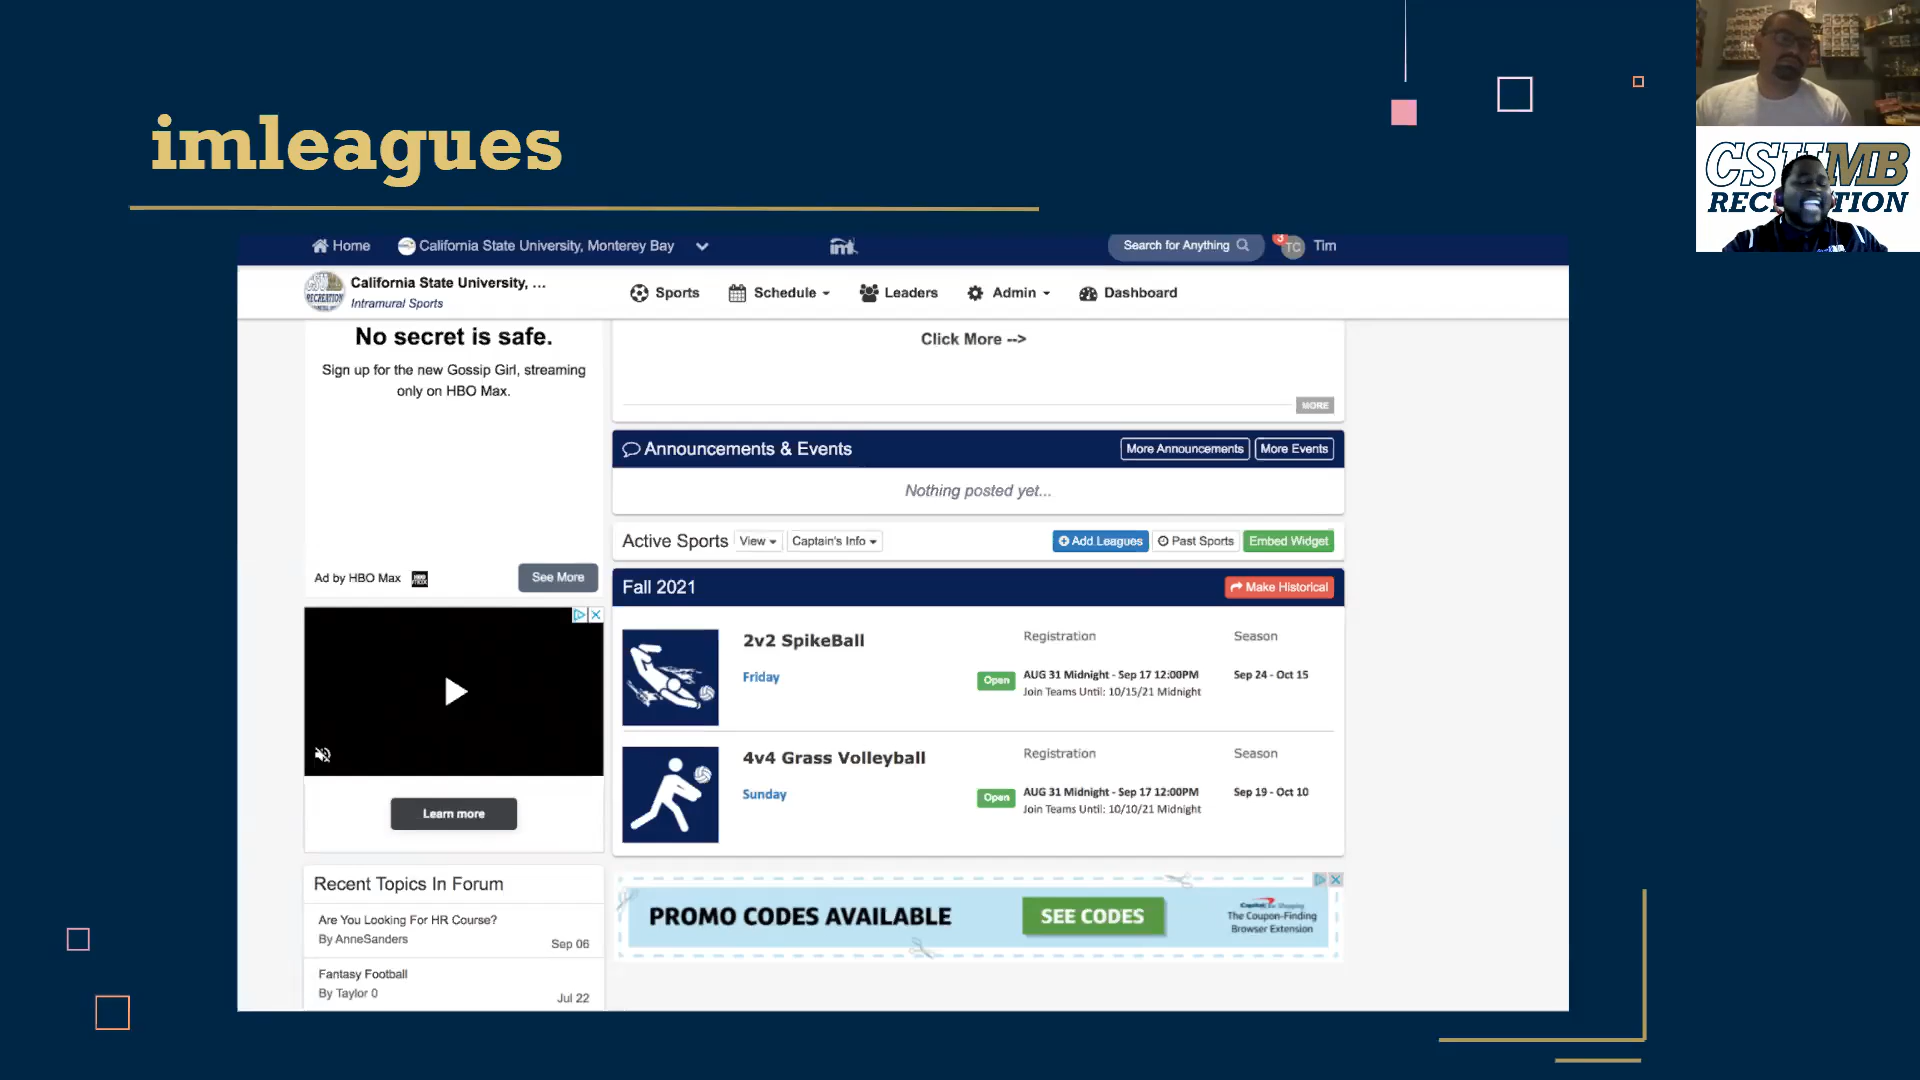 imleagues
Home
California State University, Monterey Bay
Search for Anything
3
TC
Tim
California State University, ...
Intramural Sports
Sports
Schedule
Leaders
Admin
Dashboard
No secret is safe.
Sign up for the new Gossip Girl, streaming
only on HBO Max.
Ad by HBO Max
See More
Click More -->
MORE
Announcements & Events
More Announcements
More Events
Nothing posted yet...
Active Sports
View
Captain's Info
Add Leagues
Past Sports
Embed Widget
Fall 2021
Make Historical
2v2 SpikeBall
Friday
Open
Registration
AUG 31 Midnight - Sep 17 12:00PM
Join Teams Until: 10/15/21 Midnight
Season
Sep 24 - Oct 15
4v4 Grass Volleyball
Sunday
Open
Registration
AUG 31 Midnight - Sep 17 12:00PM
Join Teams Until: 10/10/21 Midnight
Season
Sep 19 - Oct 10
Learn more
Recent Topics In Forum
Are You Looking For HR Course?
By AnneSanders
Sep 06
Fantasy Football
By Taylor 0
Jul 22
PROMO CODES AVAILABLE
SEE CODES
Capital One Shopping
The Coupon-Finding
Browser Extension